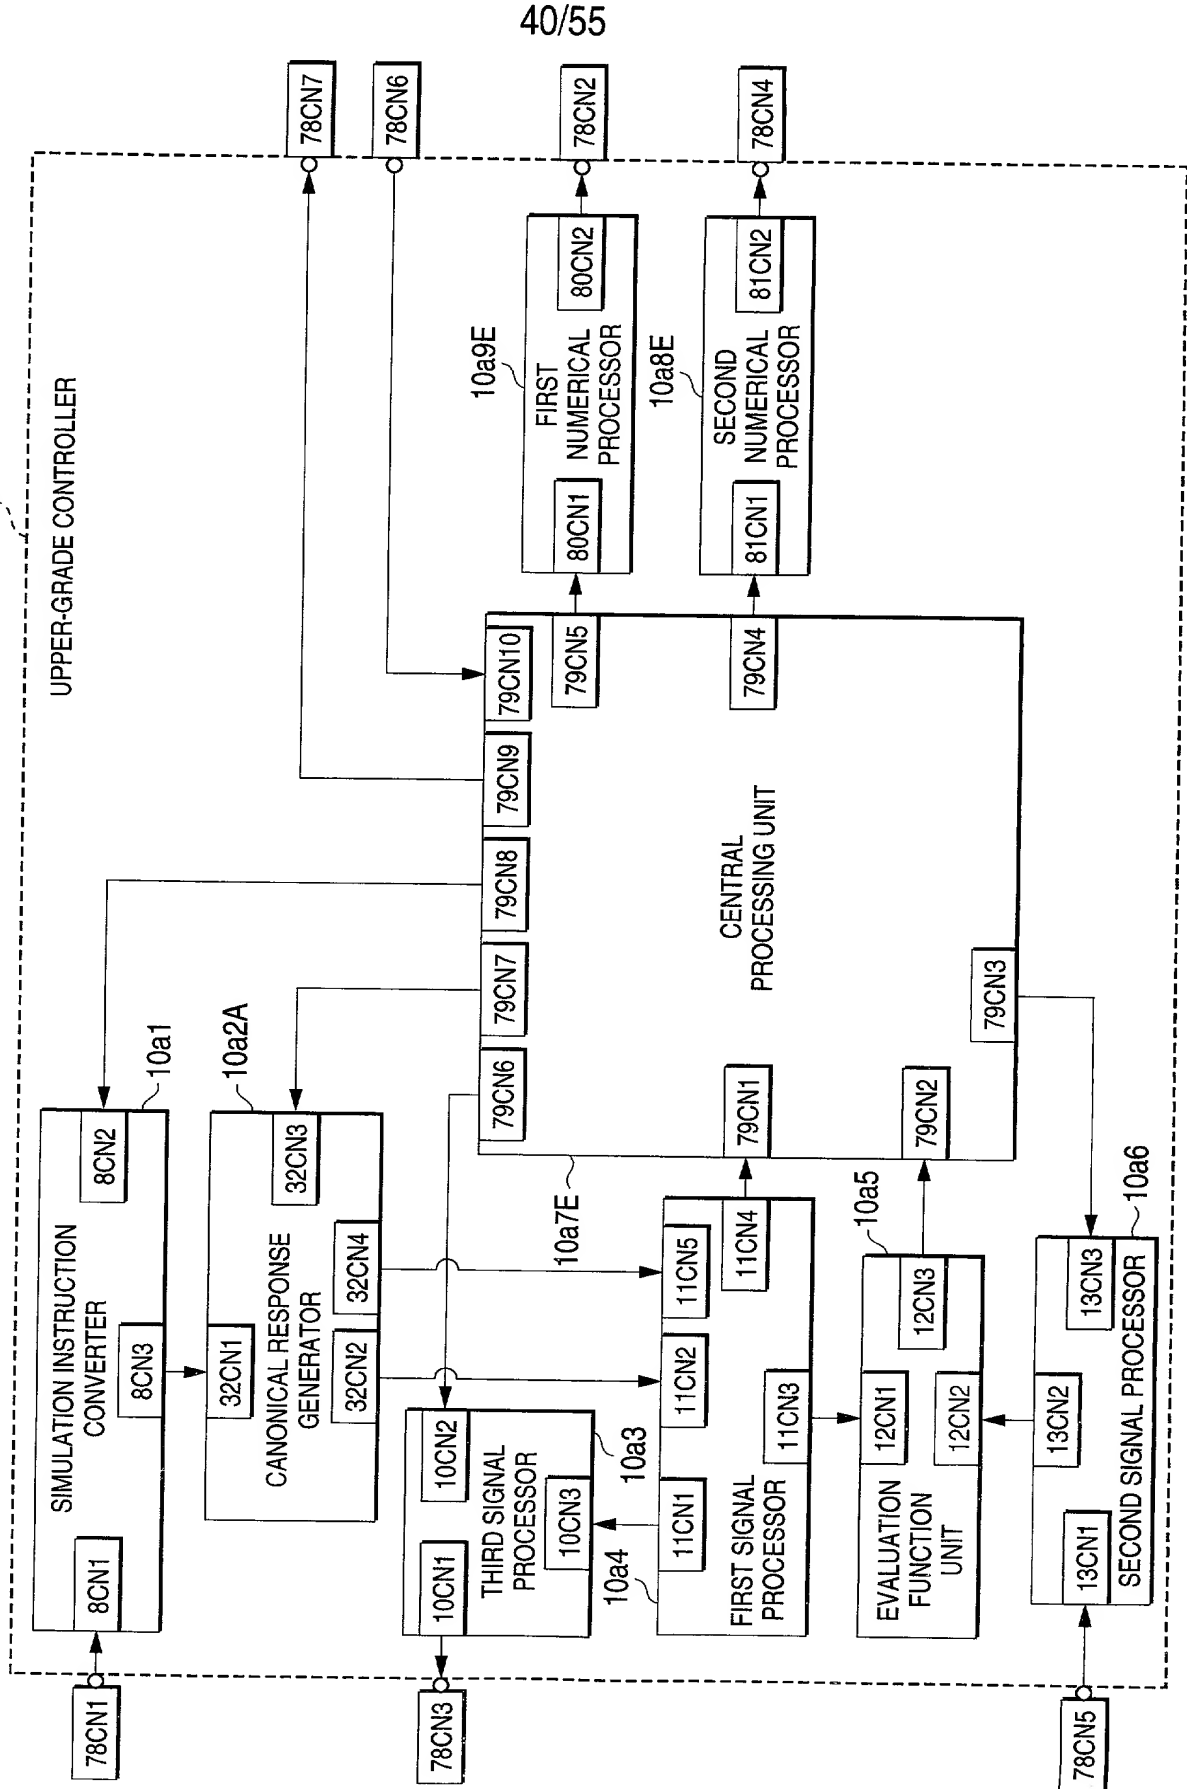 40/55
UPPER-GRADE CONTROLLER
78CN1
8CN1
SIMULATION INSTRUCTION
CONVERTER
8CN3
8CN2
10a1
32CN1
CANONICAL RESPONSE
GENERATOR
32CN2
32CN4
32CN3
10a2A
78CN3
10CN1
THIRD SIGNAL
PROCESSOR
10CN2
10CN3
10a3
10a4
11CN1
11CN2
11CN5
FIRST SIGNAL
PROCESSOR
11CN3
11CN4
EVALUATION
FUNCTION
UNIT
12CN1
12CN2
12CN3
10a5
78CN5
13CN1
13CN2
13CN3
SECOND SIGNAL PROCESSOR
10a6
10a7E
79CN6
79CN7
79CN8
79CN9
79CN10
79CN1
79CN2
79CN3
CENTRAL
PROCESSING UNIT
79CN5
79CN4
10a9E
80CN1
FIRST
NUMERICAL
PROCESSOR
80CN2
10a8E
81CN1
SECOND
NUMERICAL
PROCESSOR
81CN2
78CN7
78CN6
78CN2
78CN4